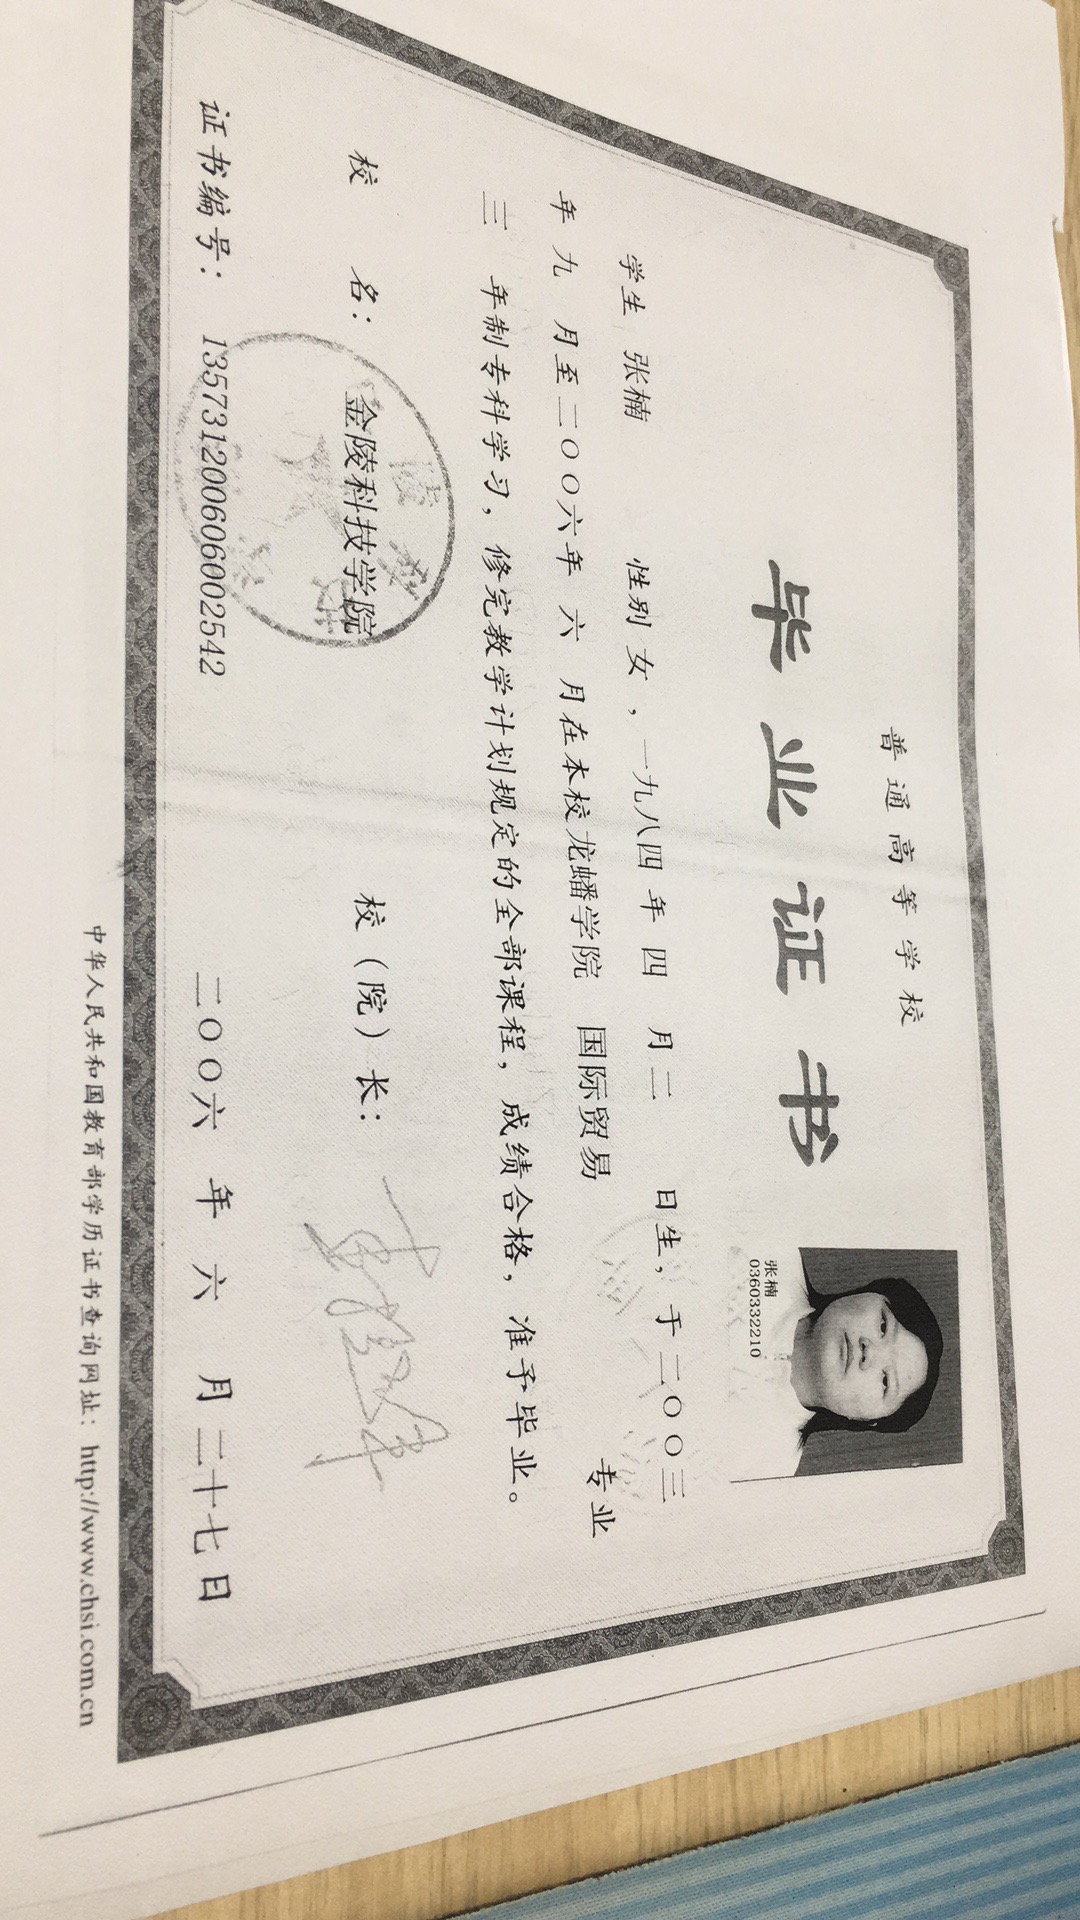 普通高等学校
毕业证书
张楠
0360332210
学生 张楠 性别 女，一九八四年 四 月二 日生，于二〇〇三
年 九 月至二〇〇六年 六 月在本校龙蟠学院 国际贸易 专业
三 年制专科学习，修完教学计划规定的全部课程，成绩合格，准予毕业。
校 名：金陵科技学院 校（院）长：
证书编号：135731200606002542 二〇〇六 年 六 月 二十七日
中华人民共和国教育部学历证书查询网址：http://www.chsi.com.cn